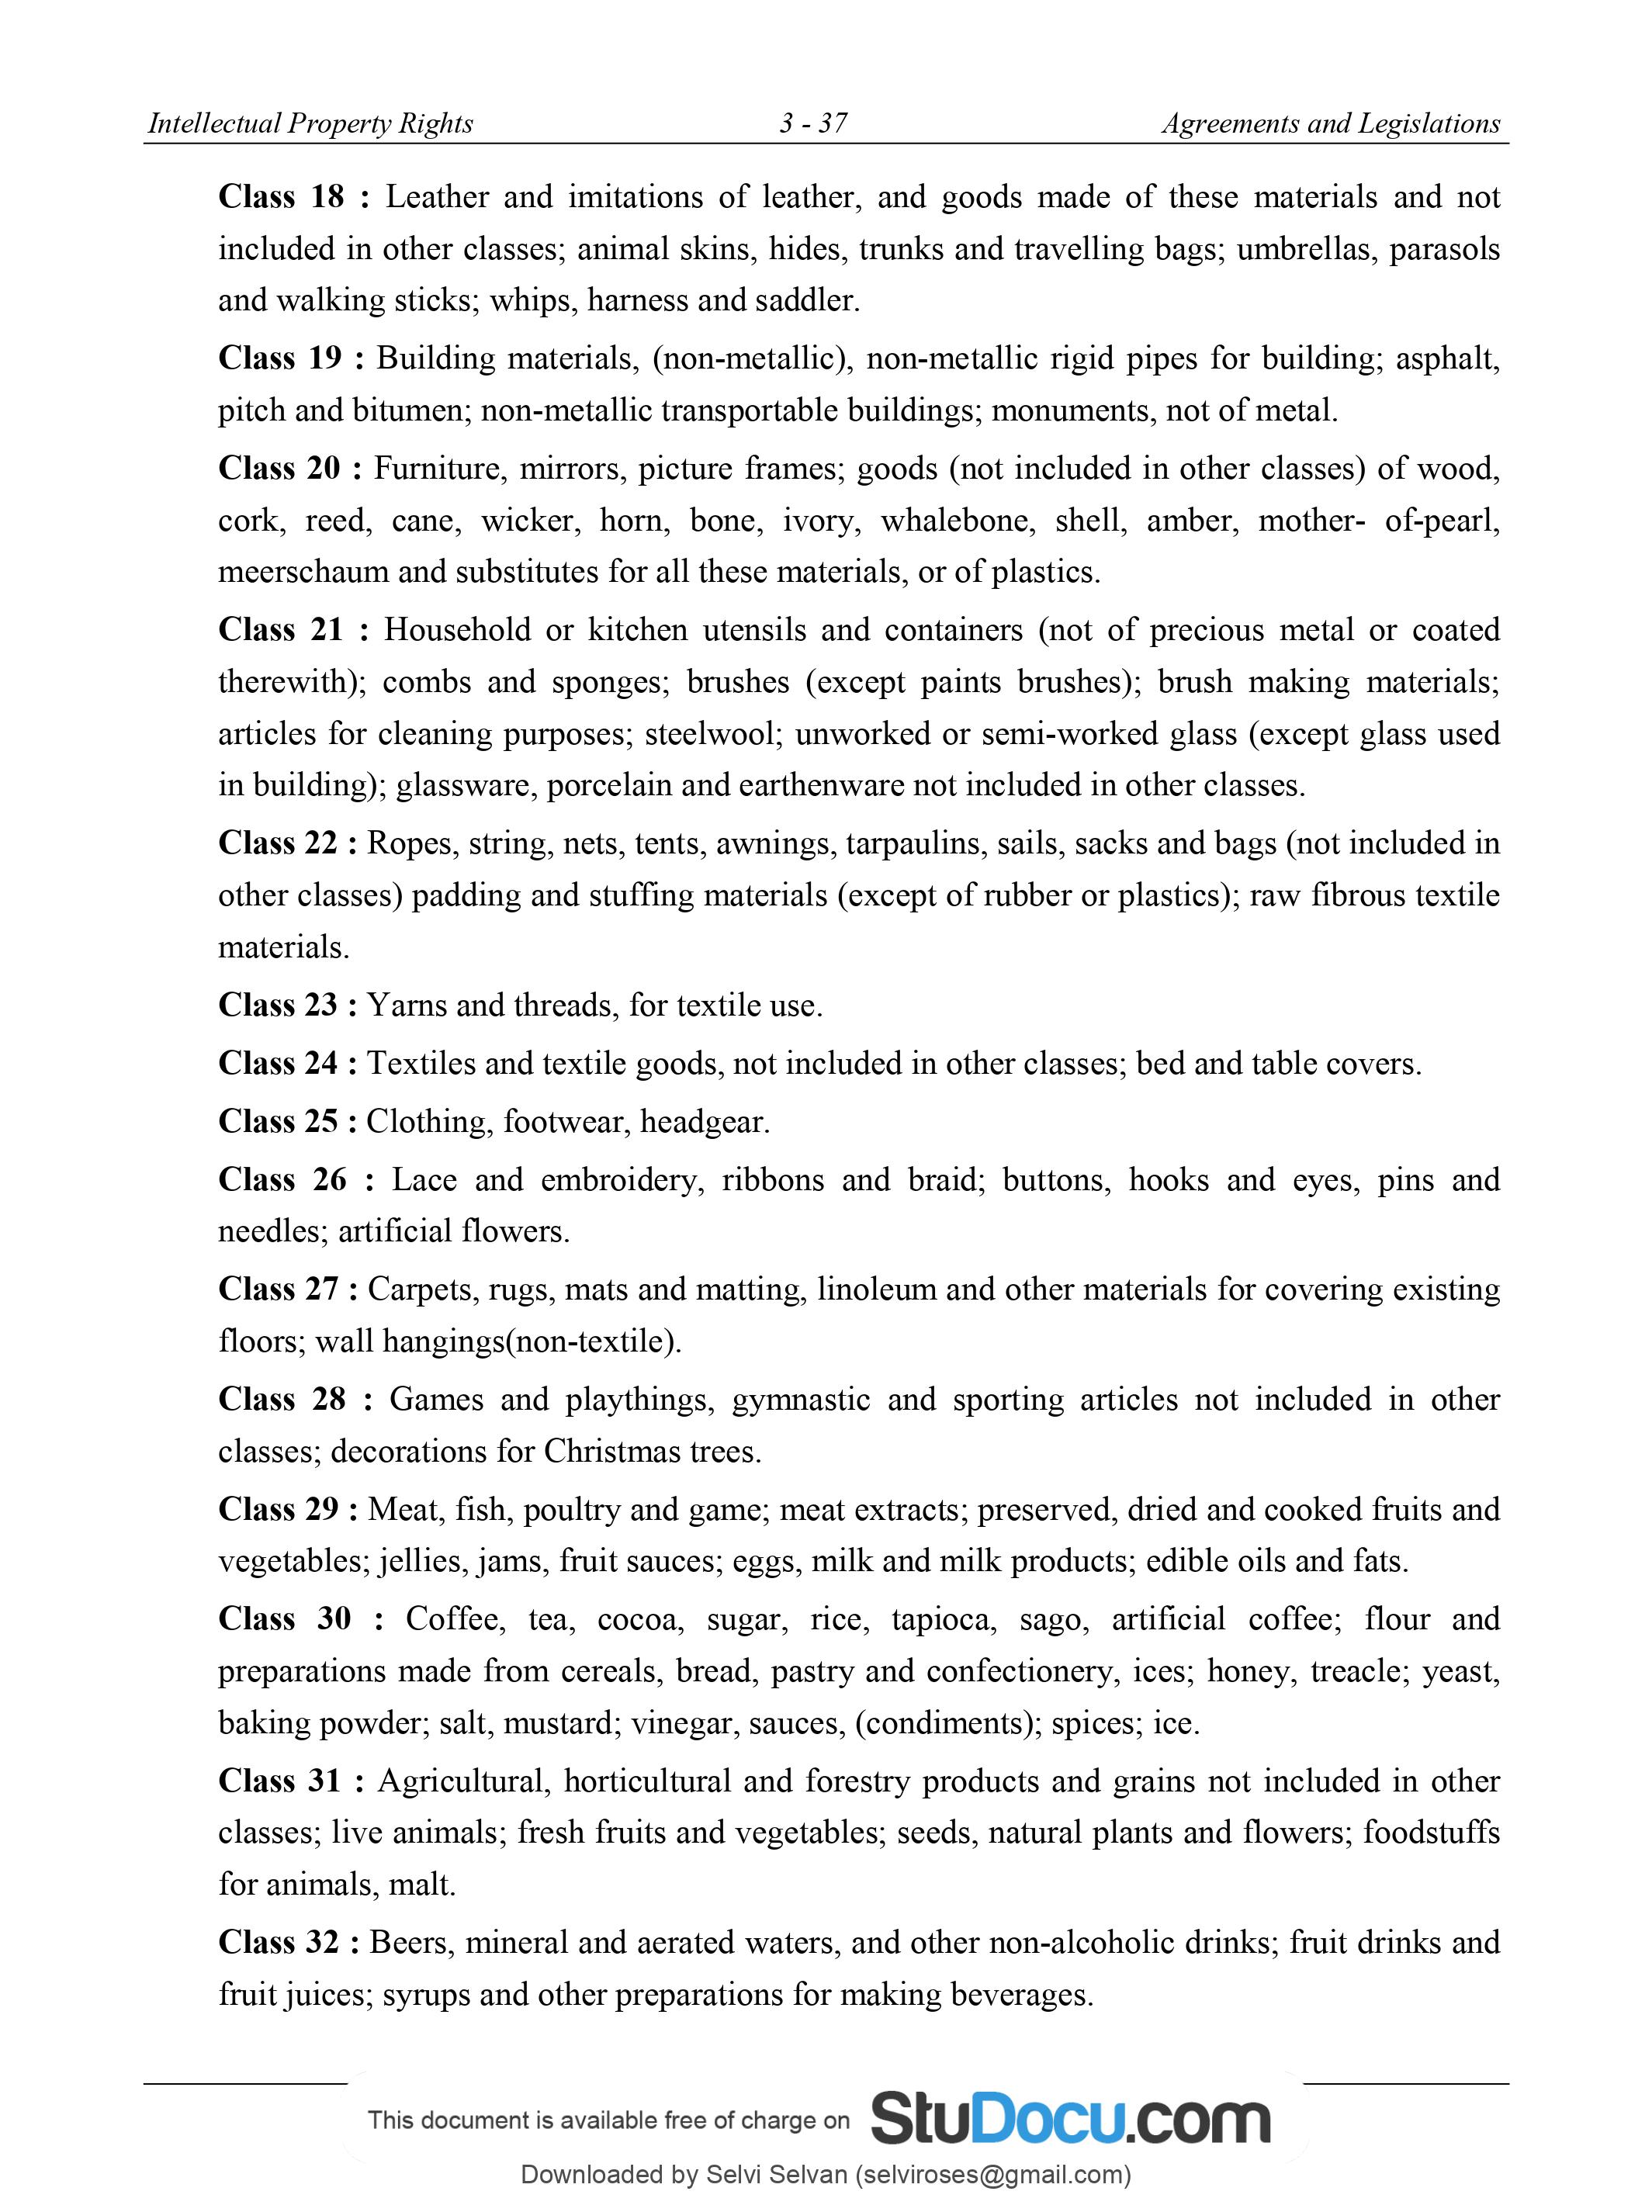 Intellectual Property Rights 3 - 37 Agreements and Legislations
Class 18 : Leather and imitations of leather, and goods made of these materials and not
included in other classes; animal skins, hides, trunks and travelling bags; umbrellas, parasols
and walking sticks; whips, harness and saddler.
Class 19 : Building materials, (non-metallic), non-metallic rigid pipes for building; asphalt,
pitch and bitumen; non-metallic transportable buildings; monuments, not of metal.
Class 20 : Furniture, mirrors, picture frames; goods (not included in other classes) of wood,
cork, reed, cane, wicker, horn, bone, ivory, whalebone, shell, amber, mother- of-pearl,
meerschaum and substitutes for all these materials, or of plastics.
Class 21 : Household or kitchen utensils and containers (not of precious metal or coated
therewith); combs and sponges; brushes (except paints brushes); brush making materials;
articles for cleaning purposes; steelwool; unworked or semi-worked glass (except glass used
in building); glassware, porcelain and earthenware not included in other classes.
Class 22 : Ropes, string, nets, tents, awnings, tarpaulins, sails, sacks and bags (not included in
other classes) padding and stuffing materials (except of rubber or plastics); raw fibrous textile
materials.
Class 23 : Yarns and threads, for textile use.
Class 24 : Textiles and textile goods, not included in other classes; bed and table covers.
Class 25 : Clothing, footwear, headgear.
Class 26 : Lace and embroidery, ribbons and braid; buttons, hooks and eyes, pins and
needles; artificial flowers.
Class 27 : Carpets, rugs, mats and matting, linoleum and other materials for covering existing
floors; wall hangings(non-textile).
Class 28 : Games and playthings, gymnastic and sporting articles not included in other
classes; decorations for Christmas trees.
Class 29 : Meat, fish, poultry and game; meat extracts; preserved, dried and cooked fruits and
vegetables; jellies, jams, fruit sauces; eggs, milk and milk products; edible oils and fats.
Class 30 : Coffee, tea, cocoa, sugar, rice, tapioca, sago, artificial coffee; flour and
preparations made from cereals, bread, pastry and confectionery, ices; honey, treacle; yeast,
baking powder; salt, mustard; vinegar, sauces, (condiments); spices; ice.
Class 31 : Agricultural, horticultural and forestry products and grains not included in other
classes; live animals; fresh fruits and vegetables; seeds, natural plants and flowers; foodstuffs
for animals, malt.
Class 32 : Beers, mineral and aerated waters, and other non-alcoholic drinks; fruit drinks and
fruit juices; syrups and other preparations for making beverages.
This document is available free of charge on StuDocu.com
Downloaded by Selvi Selvan (selviroses@gmail.com)